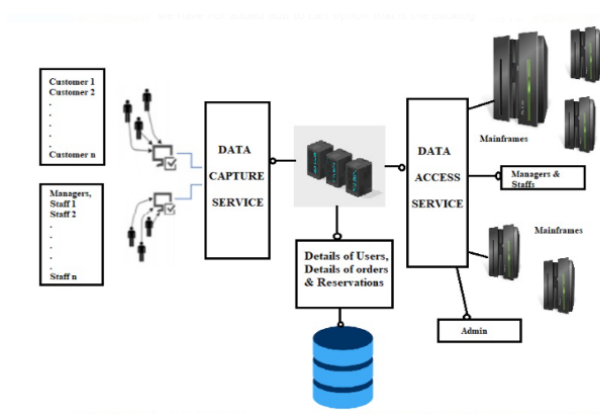 Customer 1
Customer 2
.
.
.
.
Customer n
Managers,
Staff 1
Staff 2
.
.
.
.
.
Staff n
DATA
CAPTURE
SERVICE
Details of Users,
Details of orders
& Reservations
DATA
ACCESS
SERVICE
Mainframes
Managers &
Staffs
Mainframes
Admin